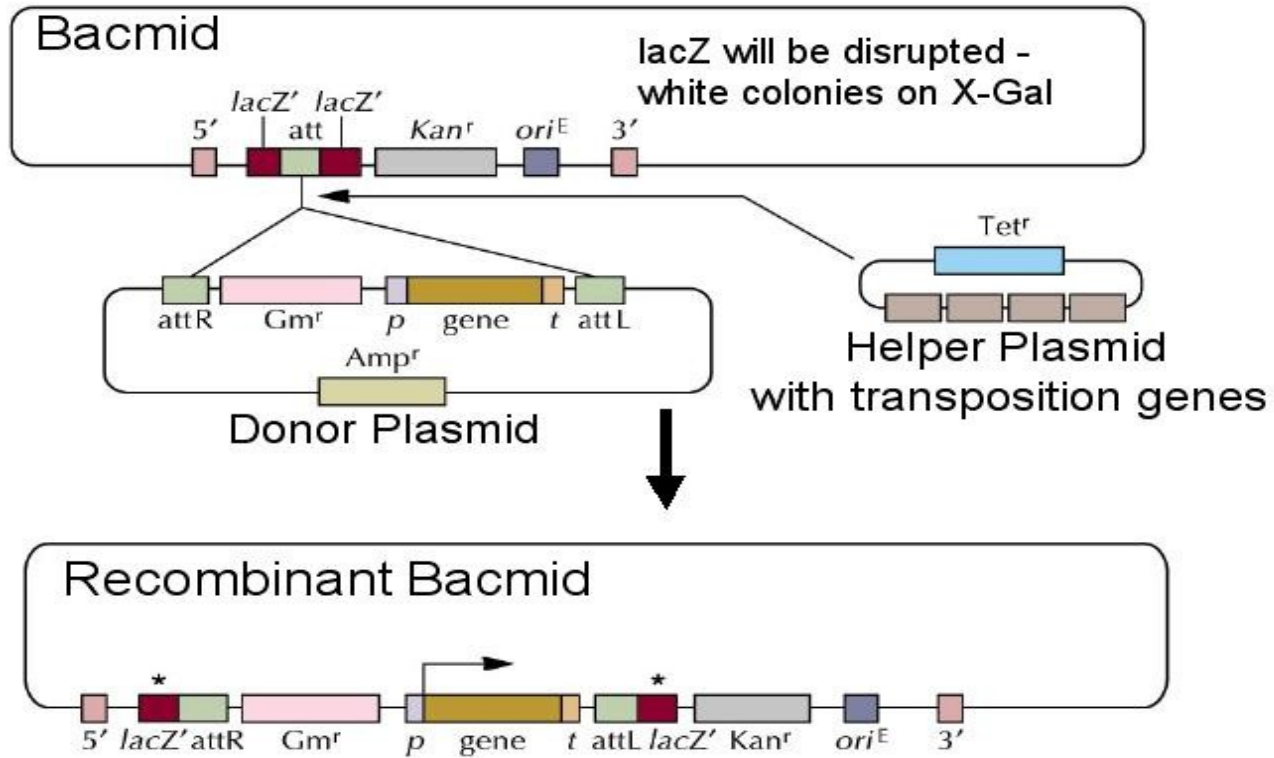 Bacmid
lacZ will be disrupted -
white colonies on X-Gal
lacZ′ lacZ′
5′ att Kanʳ oriᴱ 3′
Tetʳ
attR Gmʳ p gene t attL
Ampʳ
Helper Plasmid
with transposition genes
Donor Plasmid
Recombinant Bacmid
* *
5′ lacZ′ attR Gmʳ p gene t attL lacZ′ Kanʳ oriᴱ 3′